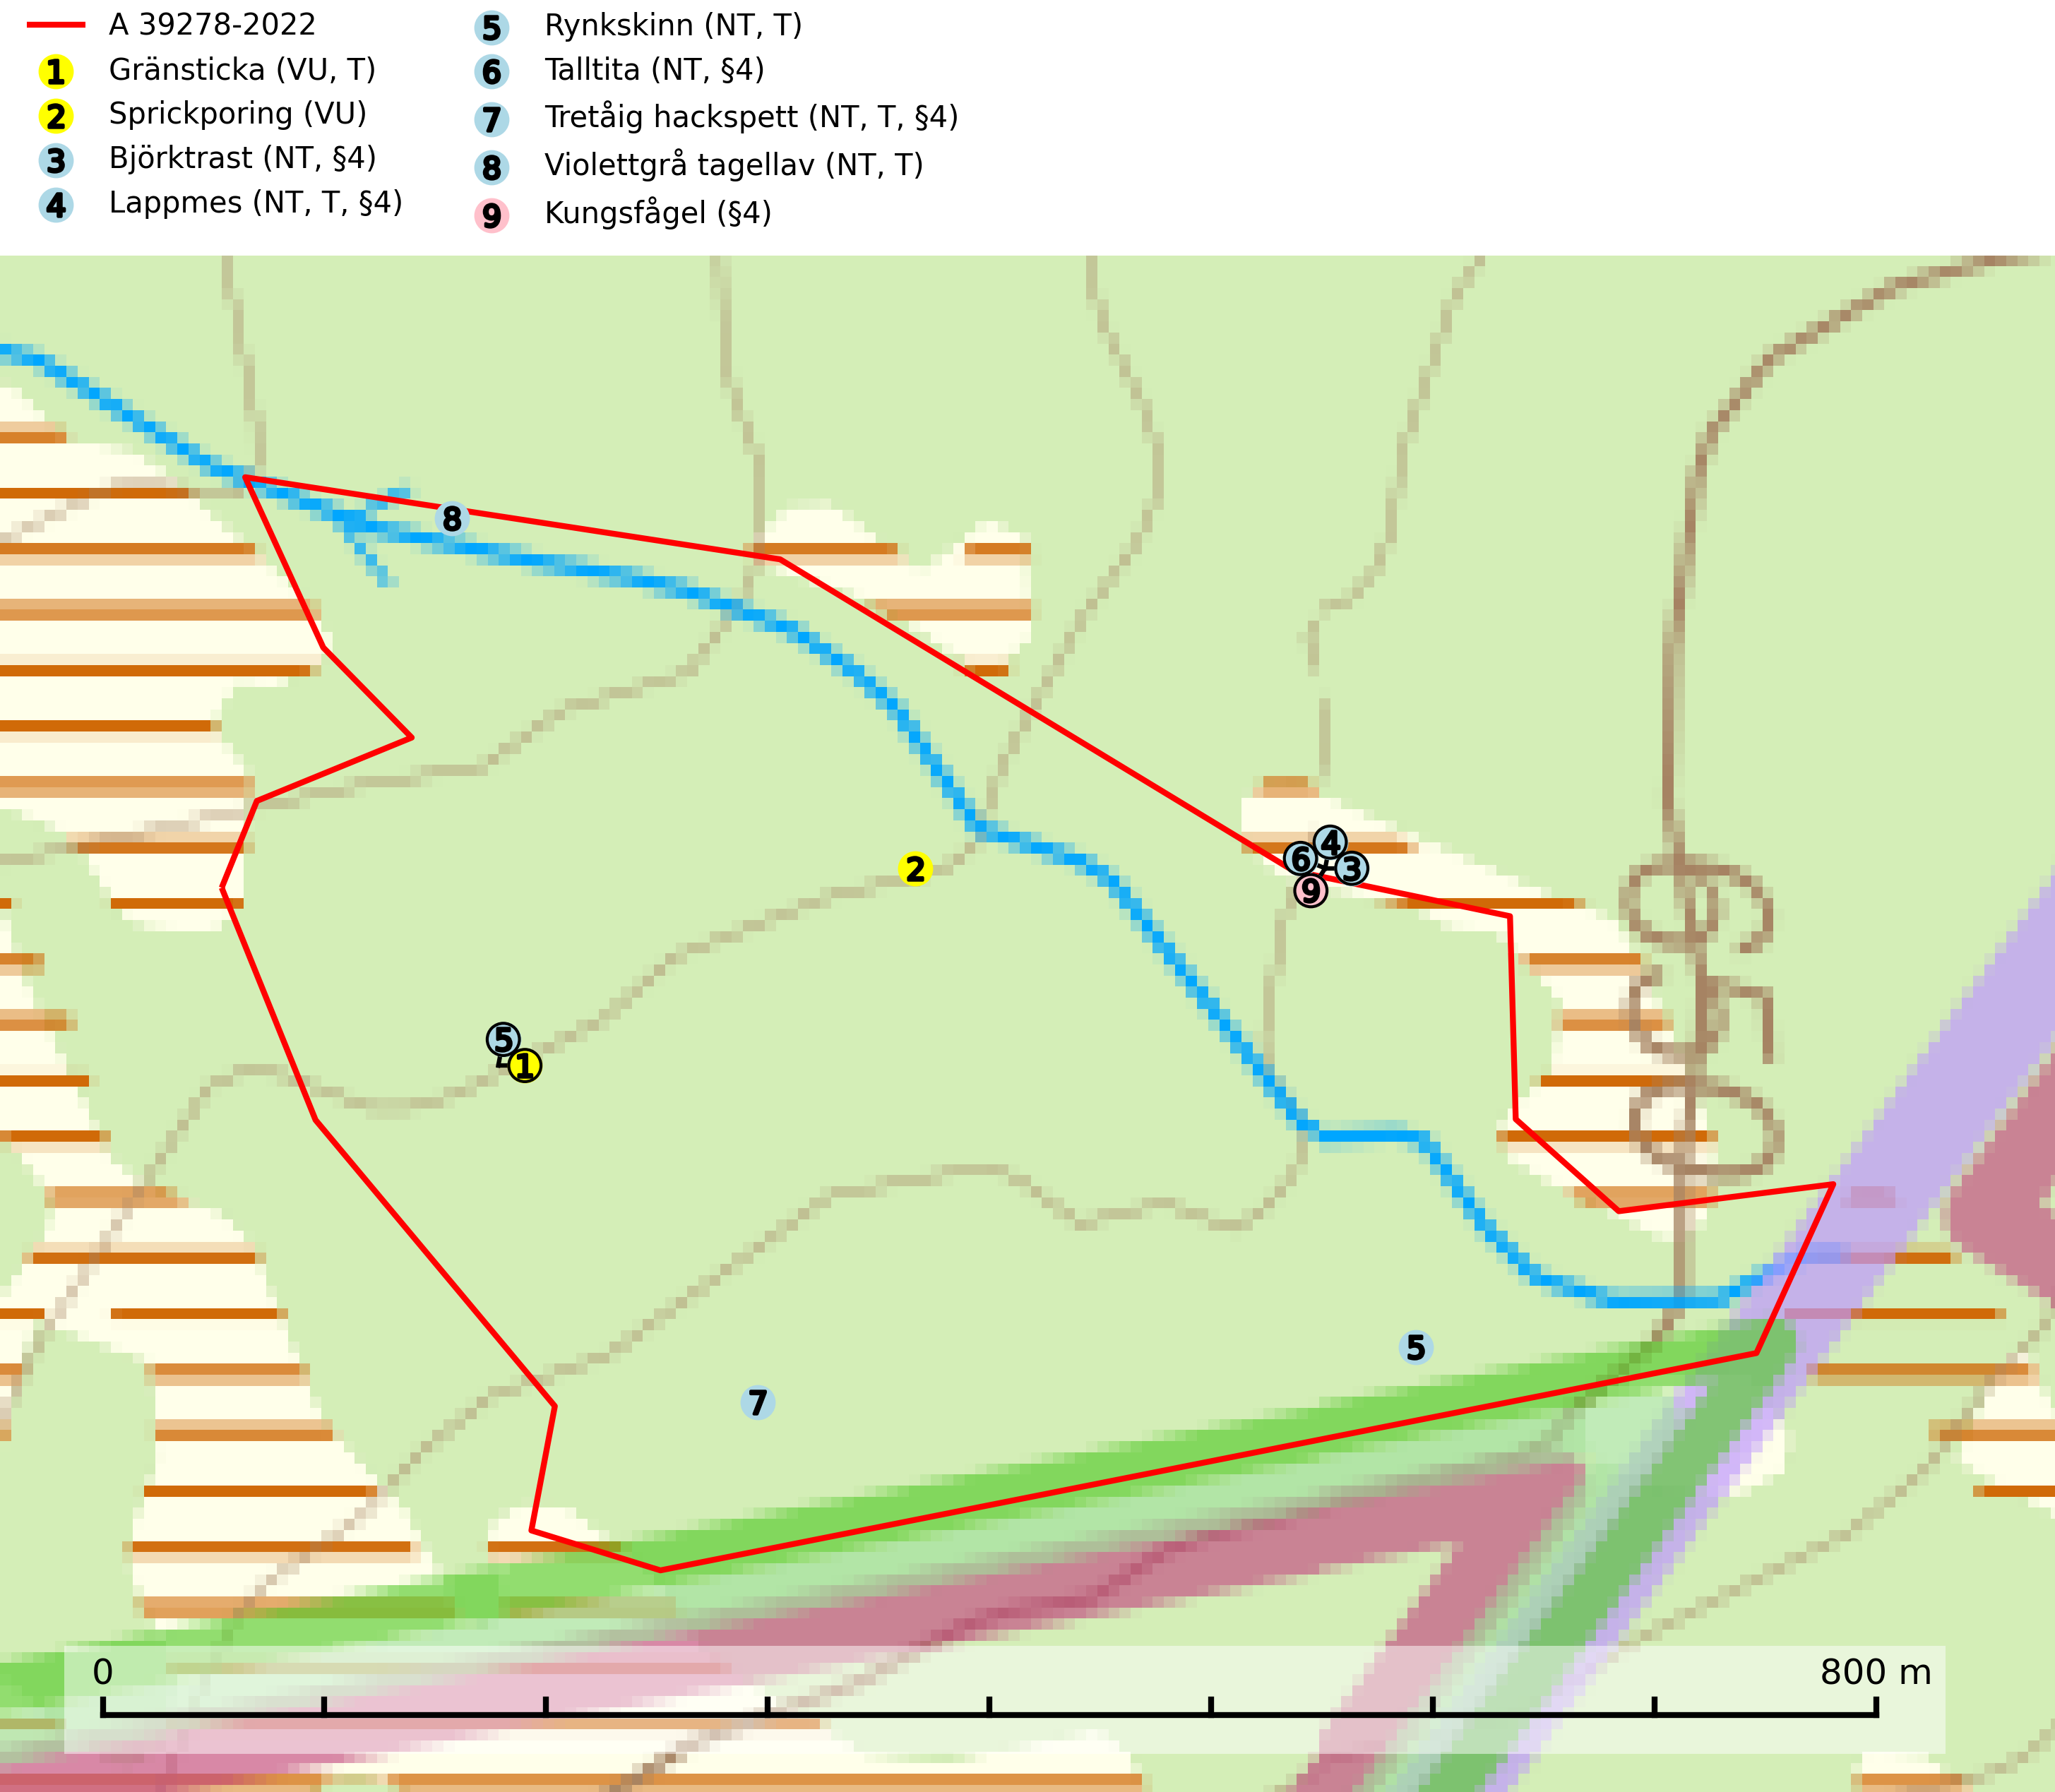 A 39278-2022
1 Gränsticka (VU, T)
2 Sprickporing (VU)
3 Björktrast (NT, §4)
4 Lappmes (NT, T, §4)
5 Rynkskinn (NT, T)
6 Talltita (NT, §4)
7 Tretåig hackspett (NT, T, §4)
8 Violettgrå tagellav (NT, T)
9 Kungsfågel (§4)
8
2
4
6
3
9
650
5
1
5
7
0 800 m